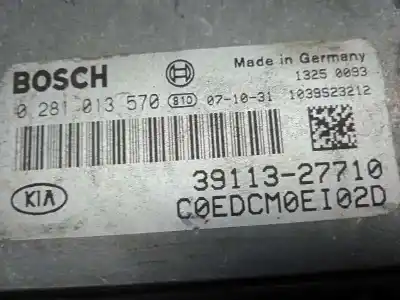 BOSCH
Made in Germany
1325 0093
0 281 013 570 810 07-10-31 1039S23212
39113-27710
KIA
C0EDCM0EI02D